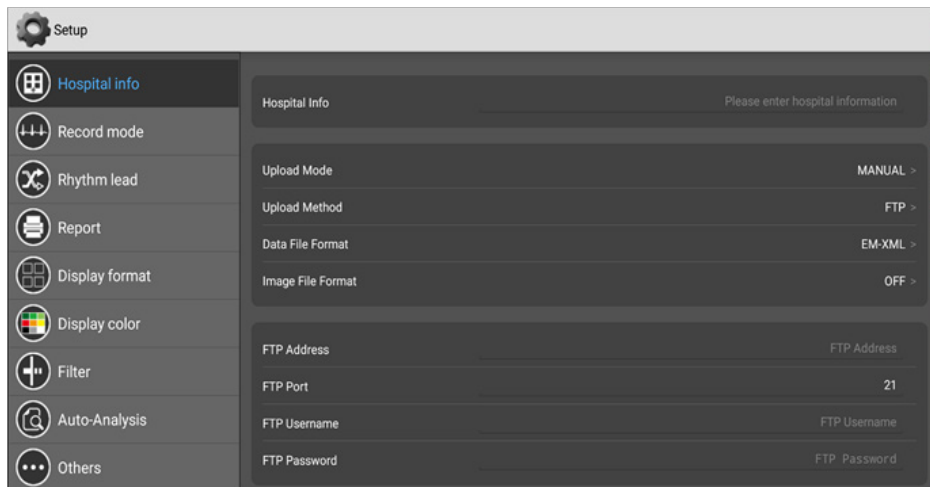 Setup
Hospital info
Record mode
Rhythm lead
Report
Display format
Display color
Filter
Auto-Analysis
Others
Hospital Info Please enter hospital information
Upload Mode MANUAL >
Upload Method FTP >
Data File Format EM-XML >
Image File Format OFF >
FTP Address FTP Address
FTP Port 21
FTP Username FTP Username
FTP Password FTP Password